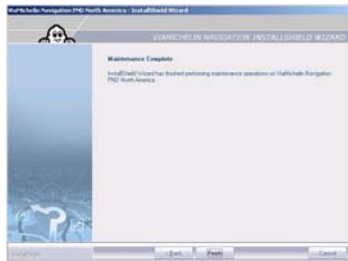 ViaMichelin Navigation PND North America - InstallShield Wizard
VIAMICHELIN NAVIGATION INSTALLSHIELD WIZARD
Maintenance Complete
InstallShield Wizard has finished performing maintenance operations on ViaMichelin Navigation
PND North America.
InstallShield
< Back
Finish
Cancel